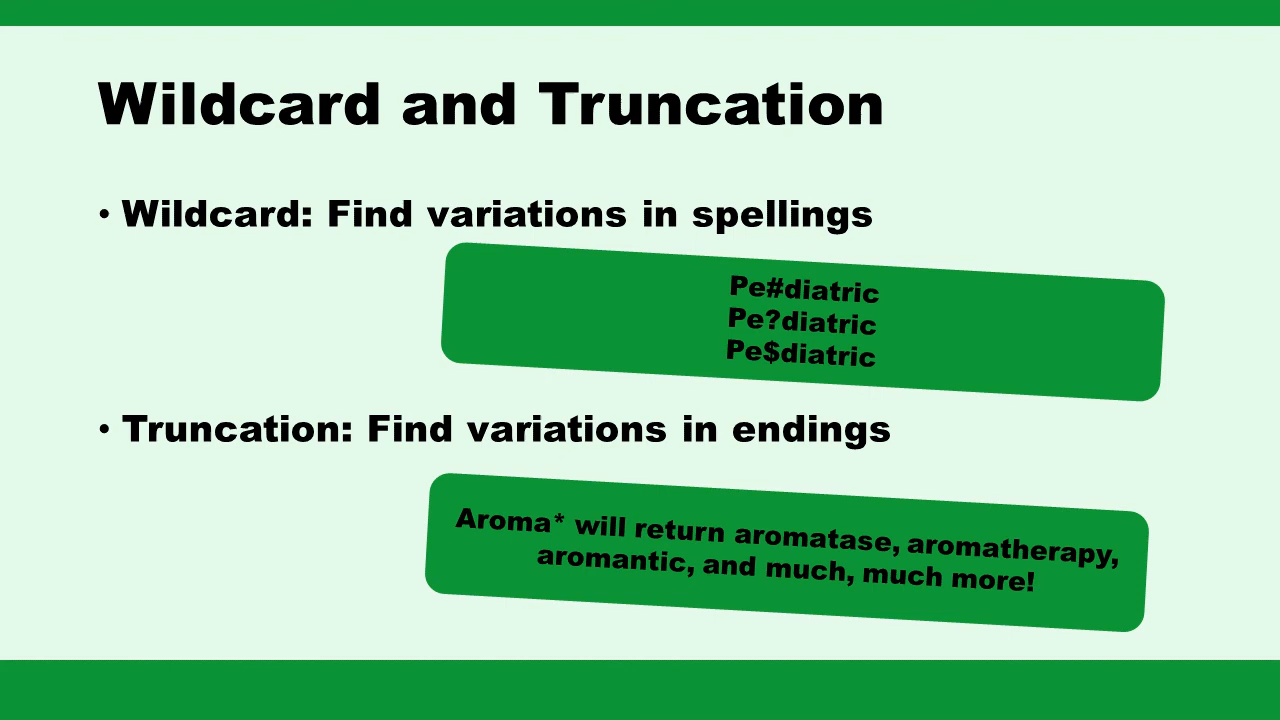 Wildcard and Truncation
• Wildcard: Find variations in spellings
Pe#diatric
Pe?diatric
Pe$diatric
• Truncation: Find variations in endings
Aroma* will return aromatase, aromatherapy,
aromantic, and much, much more!